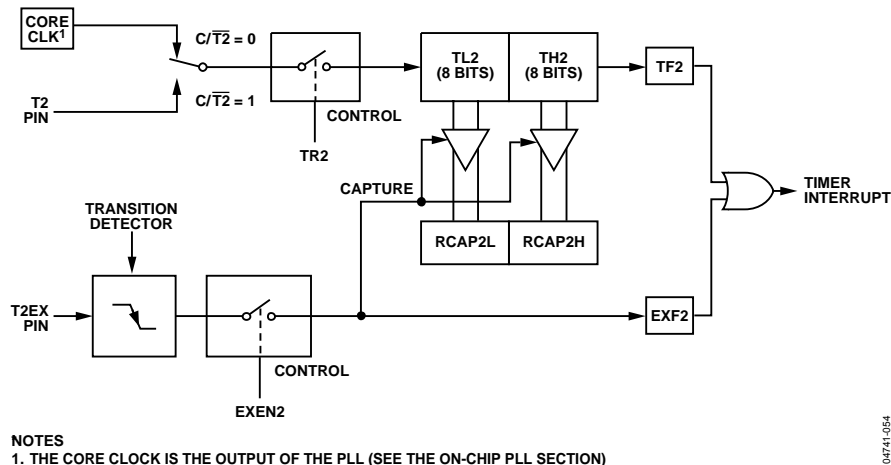 CORE
CLK1
C/T2 = 0
T2
PIN
C/T2 = 1
CONTROL
TR2
TL2
(8 BITS)
TH2
(8 BITS)
TF2
CAPTURE
TRANSITION
DETECTOR
RCAP2L
RCAP2H
TIMER
INTERRUPT
T2EX
PIN
CONTROL
EXEN2
EXF2
NOTES
1. THE CORE CLOCK IS THE OUTPUT OF THE PLL (SEE THE ON-CHIP PLL SECTION)
04741-054